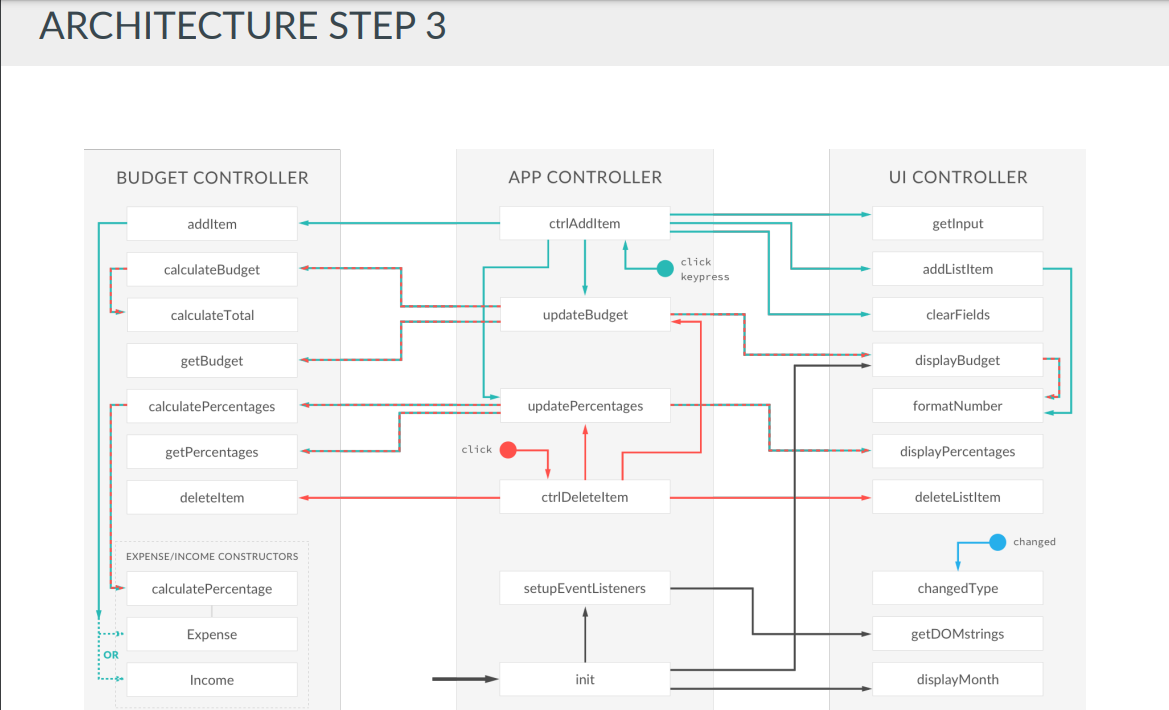 ARCHITECTURE STEP 3
BUDGET CONTROLLER
addItem
calculateBudget
calculateTotal
getBudget
calculatePercentages
getPercentages
deleteItem
EXPENSE/INCOME CONSTRUCTORS
calculatePercentage
Expense
OR
Income
APP CONTROLLER
ctrlAddItem
click
keypress
updateBudget
updatePercentages
click
ctrlDeleteItem
setupEventListeners
init
UI CONTROLLER
getInput
addListItem
clearFields
displayBudget
formatNumber
displayPercentages
deleteListItem
changed
changedType
getDOMstrings
displayMonth